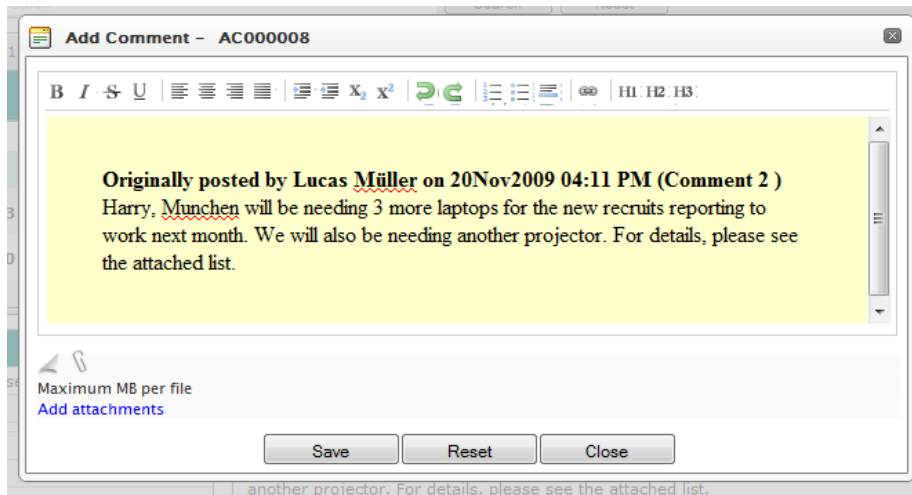 Search Reset
Add Comment – AC000008
B I S U X₂ X² H1 H2 H3
Originally posted by Lucas Müller on 20Nov2009 04:11 PM (Comment 2 )
Harry, Munchen will be needing 3 more laptops for the new recruits reporting to
work next month. We will also be needing another projector. For details, please see
the attached list.
Maximum MB per file
Add attachments
Save Reset Close
another projector. For details, please see the attached list.